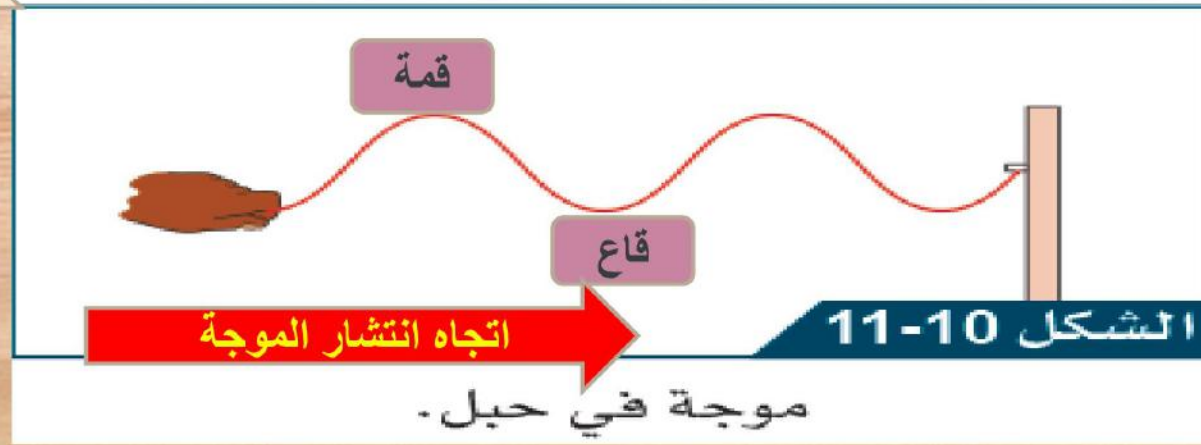 قمة
قاع
اتجاه انتشار الموجة
الشكل 10-11
موجة في حبل.